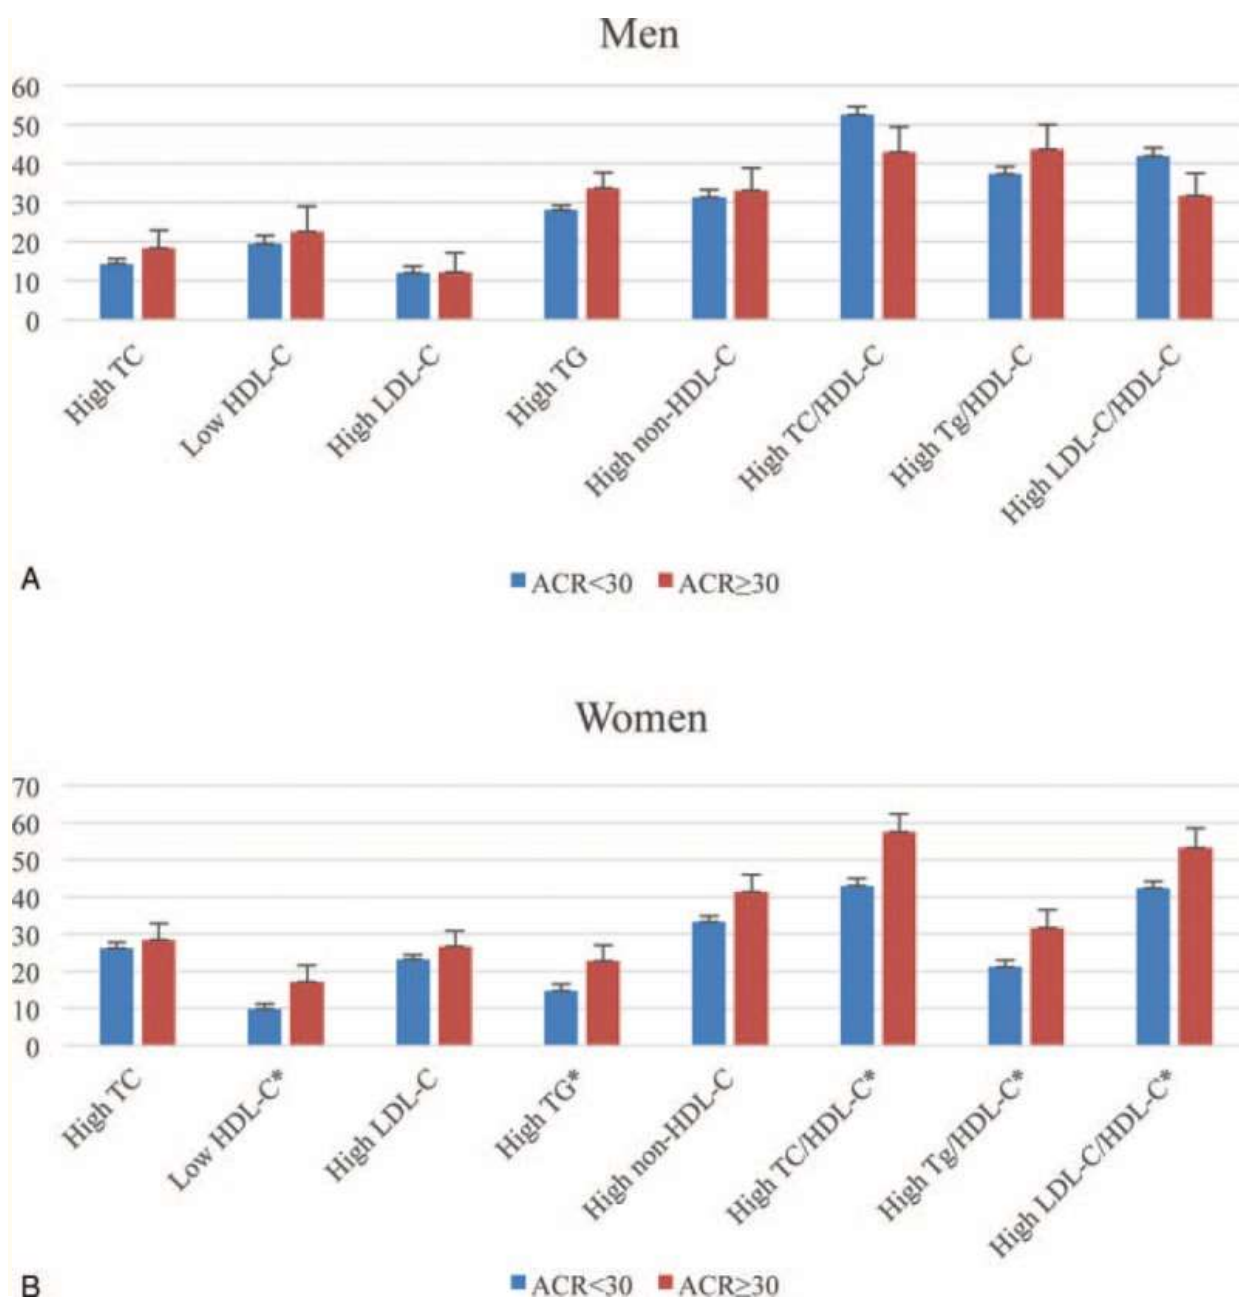 Men
60
50
40
30
20
10
0
High TC
Low HDL-C
High LDL-C
High TG
High non-HDL-C
High TC/HDL-C
High Tg/HDL-C
High LDL-C/HDL-C
A
ACR<30 ACR≥30
Women
70
60
50
40
30
20
10
0
High TC
Low HDL-C*
High LDL-C
High TG*
High non-HDL-C
High TC/HDL-C*
High Tg/HDL-C*
High LDL-C/HDL-C*
B
ACR<30 ACR≥30